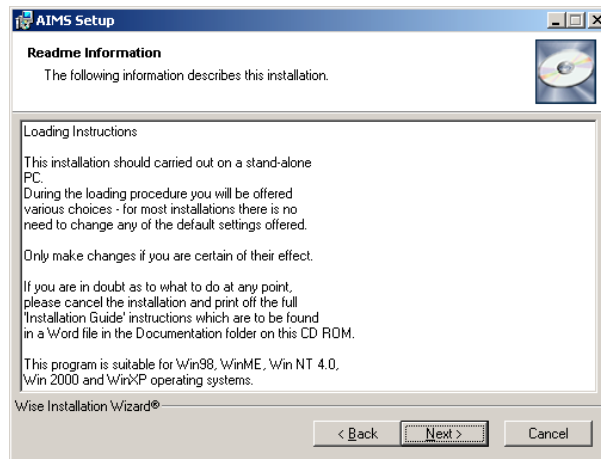 AIMS Setup
Readme Information
The following information describes this installation.
Loading Instructions
This installation should carried out on a stand-alone
PC.
During the loading procedure you will be offered
various choices - for most installations there is no
need to change any of the default settings offered.
Only make changes if you are certain of their effect.
If you are in doubt as to what to do at any point,
please cancel the installation and print off the full
'Installation Guide' instructions which are to be found
in a Word file in the Documentation folder on this CD ROM.
This program is suitable for Win98, WinME, Win NT 4.0,
Win 2000 and WinXP operating systems.
Wise Installation Wizard®
< Back
Next >
Cancel